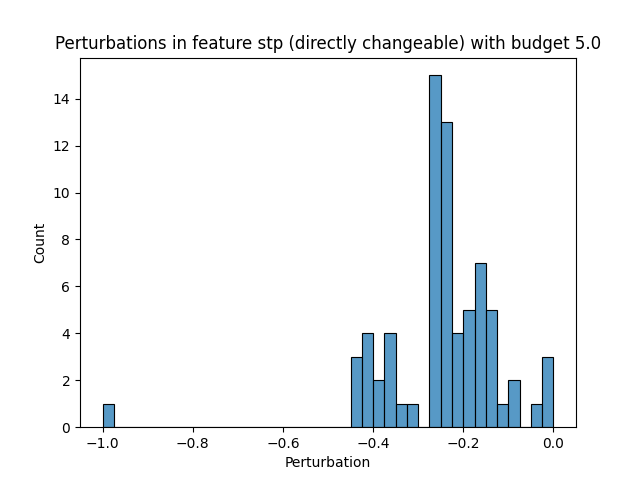 Perturbations in feature stp (directly changeable) with budget 5.0
14
12
10
8
6
4
2
0
Count
−1.0 −0.8 −0.6 −0.4 −0.2 0.0
Perturbation